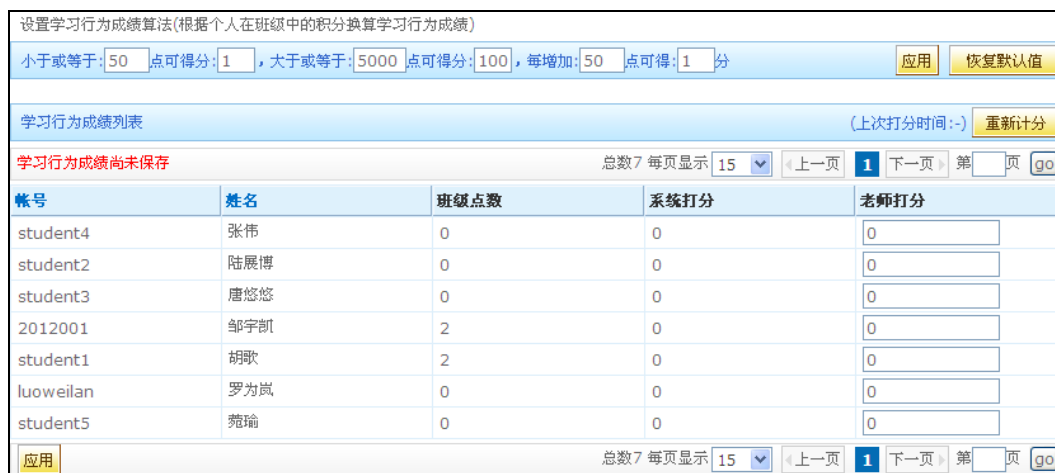 设置学习行为成绩算法(根据个人在班级中的积分换算学习行为成绩)
小于或等于:50 点可得分:1 ，大于或等于:5000 点可得分:100，每增加:50 点可得:1 分 应用 恢复默认值
学习行为成绩列表 (上次打分时间:-) 重新计分
学习行为成绩尚未保存 总数7 每页显示 15 上一页 1 下一页 第 页 go
帐号 姓名 班级点数 系统打分 老师打分
student4 张伟 0 0 0
student2 陆展博 0 0 0
student3 唐悠悠 0 0 0
2012001 邹宇凯 2 0 0
student1 胡歌 2 0 0
luoweilan 罗为岚 0 0 0
student5 菀瑜 0 0 0
应用 总数7 每页显示 15 上一页 1 下一页 第 页 go